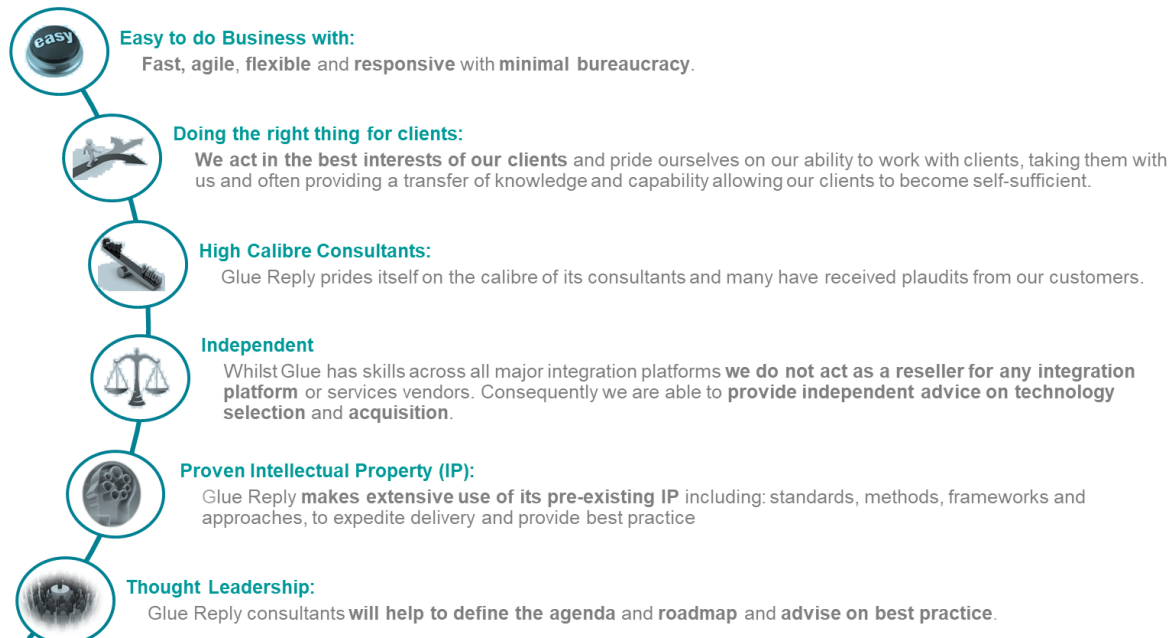 easy
Easy to do Business with:
Fast, agile, flexible and responsive with minimal bureaucracy.
Doing the right thing for clients:
We act in the best interests of our clients and pride ourselves on our ability to work with clients, taking them with
us and often providing a transfer of knowledge and capability allowing our clients to become self-sufficient.
High Calibre Consultants:
Glue Reply prides itself on the calibre of its consultants and many have received plaudits from our customers.
Independent
Whilst Glue has skills across all major integration platforms we do not act as a reseller for any integration
platform or services vendors. Consequently we are able to provide independent advice on technology
selection and acquisition.
Proven Intellectual Property (IP):
Glue Reply makes extensive use of its pre-existing IP including: standards, methods, frameworks and
approaches, to expedite delivery and provide best practice
Thought Leadership:
Glue Reply consultants will help to define the agenda and roadmap and advise on best practice.